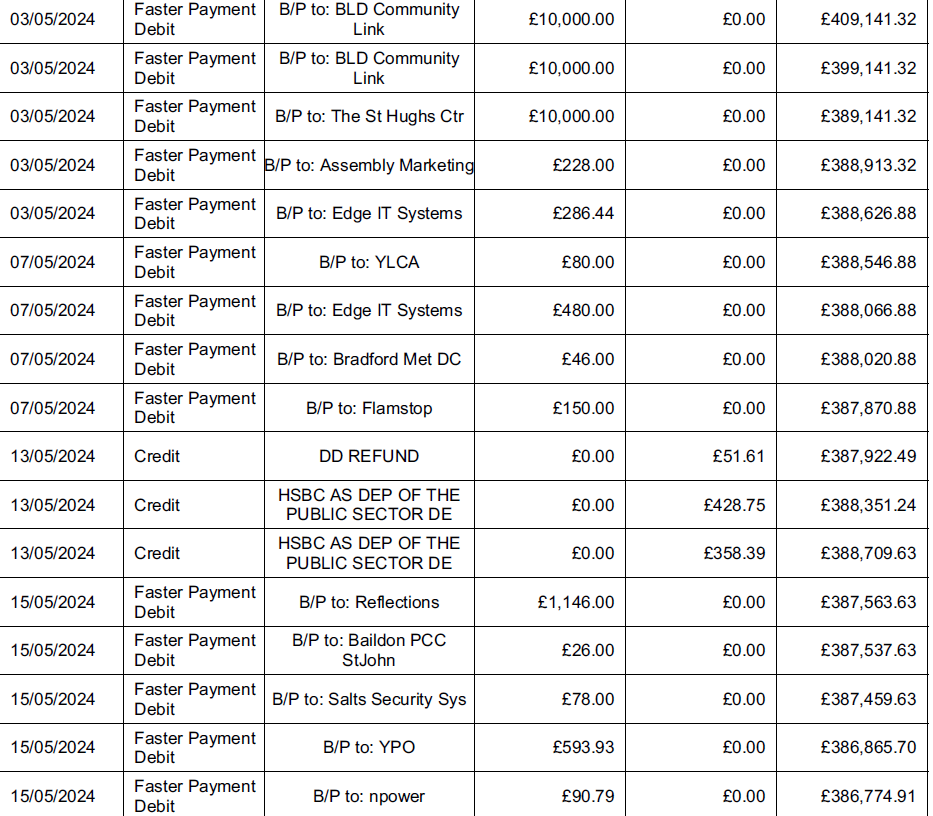 03/05/2024 Faster Payment Debit B/P to: BLD Community Link £10,000.00 £0.00 £409,141.32
03/05/2024 Faster Payment Debit B/P to: BLD Community Link £10,000.00 £0.00 £399,141.32
03/05/2024 Faster Payment Debit B/P to: The St Hughs Ctr £10,000.00 £0.00 £389,141.32
03/05/2024 Faster Payment Debit B/P to: Assembly Marketing £228.00 £0.00 £388,913.32
03/05/2024 Faster Payment Debit B/P to: Edge IT Systems £286.44 £0.00 £388,626.88
07/05/2024 Faster Payment Debit B/P to: YLCA £80.00 £0.00 £388,546.88
07/05/2024 Faster Payment Debit B/P to: Edge IT Systems £480.00 £0.00 £388,066.88
07/05/2024 Faster Payment Debit B/P to: Bradford Met DC £46.00 £0.00 £388,020.88
07/05/2024 Faster Payment Debit B/P to: Flamstop £150.00 £0.00 £387,870.88
13/05/2024 Credit DD REFUND £0.00 £51.61 £387,922.49
13/05/2024 Credit HSBC AS DEP OF THE PUBLIC SECTOR DE £0.00 £428.75 £388,351.24
13/05/2024 Credit HSBC AS DEP OF THE PUBLIC SECTOR DE £0.00 £358.39 £388,709.63
15/05/2024 Faster Payment Debit B/P to: Reflections £1,146.00 £0.00 £387,563.63
15/05/2024 Faster Payment Debit B/P to: Baildon PCC StJohn £26.00 £0.00 £387,537.63
15/05/2024 Faster Payment Debit B/P to: Salts Security Sys £78.00 £0.00 £387,459.63
15/05/2024 Faster Payment Debit B/P to: YPO £593.93 £0.00 £386,865.70
15/05/2024 Faster Payment Debit B/P to: npower £90.79 £0.00 £386,774.91